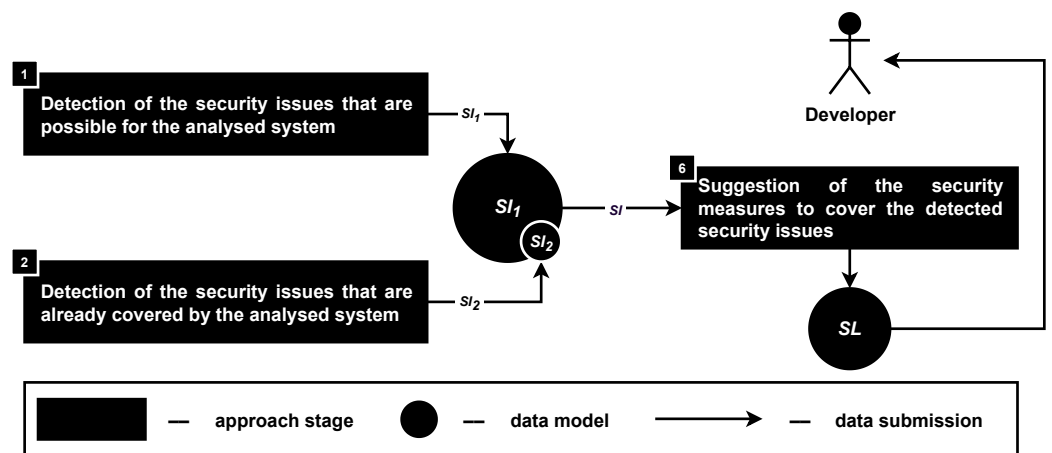 1
Detection of the security issues that are
possible for the analysed system
SI1
SI1
SI2
SI
2
Detection of the security issues that are
already covered by the analysed system
SI2
6
Suggestion of the security
measures to cover the detected
security issues
Developer
SL
— approach stage
— data model
— data submission